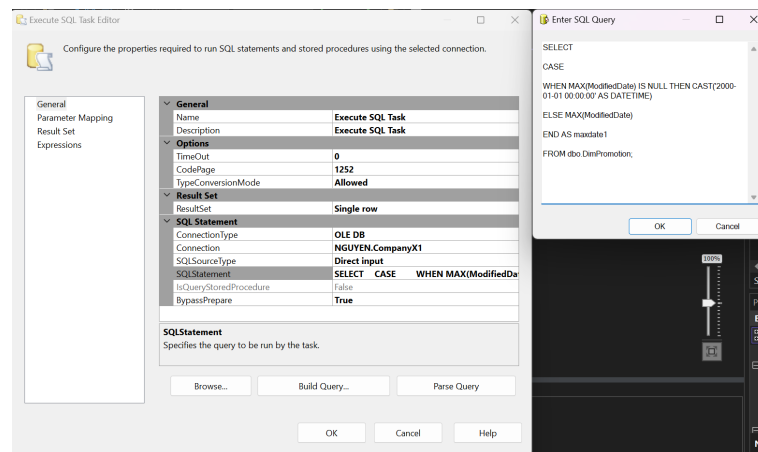 Execute SQL Task Editor
Configure the properties required to run SQL statements and stored procedures using the selected connection.
General
Parameter Mapping
Result Set
Expressions
General
Name Execute SQL Task
Description Execute SQL Task
Options
TimeOut 0
CodePage 1252
TypeConversionMode Allowed
Result Set
ResultSet Single row
SQL Statement
ConnectionType OLE DB
Connection NGUYEN.CompanyX1
SQLSourceType Direct input
SQLStatement SELECT CASE WHEN MAX(ModifiedDat
IsQueryStoredProcedure False
BypassPrepare True
SQLStatement
Specifies the query to be run by the task.
Browse... Build Query... Parse Query
OK Cancel Help
Enter SQL Query
SELECT
CASE
WHEN MAX(ModifiedDate) IS NULL THEN CAST('2000-
01-01 00:00:00' AS DATETIME)
ELSE MAX(ModifiedDate)
END AS maxdate1
FROM dbo.DimPromotion;
OK Cancel
100%